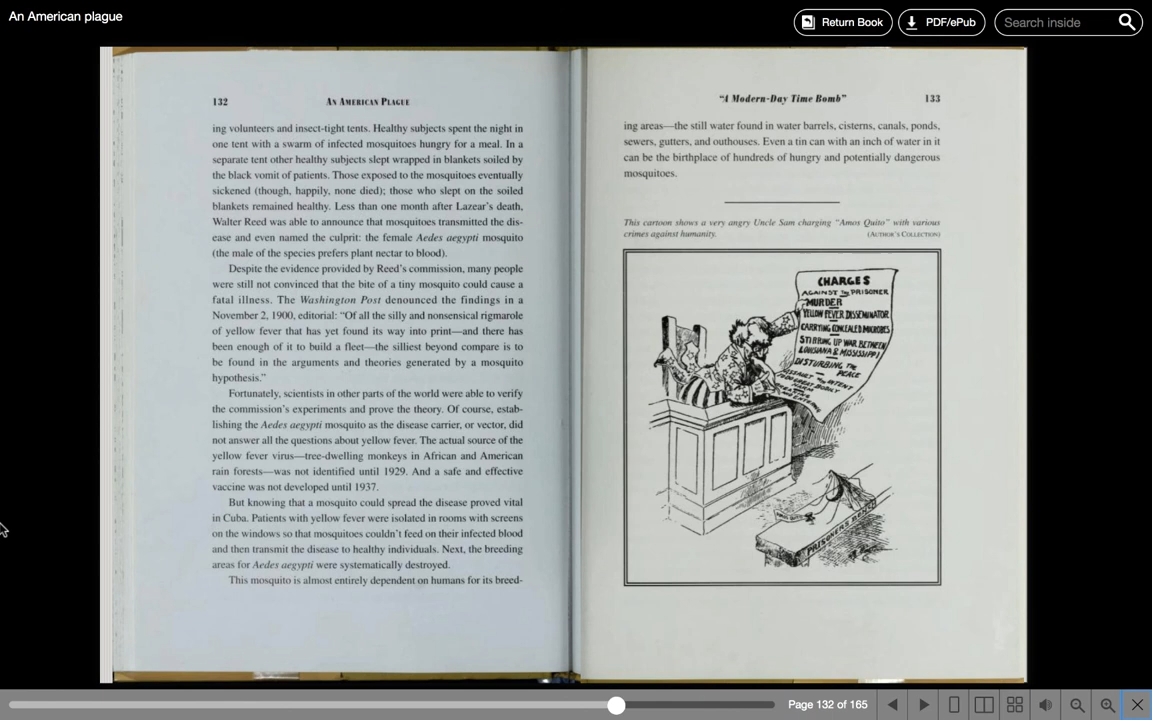 An American plague
Return Book
PDF/ePub
Search inside
132
AN AMERICAN PLAGUE
ing volunteers and insect-tight tents. Healthy subjects spent the night in
one tent with a swarm of infected mosquitoes hungry for a meal. In a
separate tent other healthy subjects slept wrapped in blankets soiled by
the black vomit of patients. Those exposed to the mosquitoes eventually
sickened (though, happily, none died); those who slept on the soiled
blankets remained healthy. Less than one month after Lazear's death,
Walter Reed was able to announce that mosquitoes transmitted the dis-
ease and even named the culprit: the female Aedes aegypti mosquito
(the male of the species prefers plant nectar to blood).
Despite the evidence provided by Reed's commission, many people
were still not convinced that the bite of a tiny mosquito could cause a
fatal illness. The Washington Post denounced the findings in a
November 2, 1900, editorial: “Of all the silly and nonsensical rigmarole
of yellow fever that has yet found its way into print—and there has
been enough of it to build a fleet—the silliest beyond compare is to
be found in the arguments and theories generated by a mosquito
hypothesis.”
Fortunately, scientists in other parts of the world were able to verify
the commission's experiments and prove the theory. Of course, estab-
lishing the Aedes aegypti mosquito as the disease carrier, or vector, did
not answer all the questions about yellow fever. The actual source of the
yellow fever virus—tree-dwelling monkeys in African and American
rain forests—was not identified until 1929. And a safe and effective
vaccine was not developed until 1937.
But knowing that a mosquito could spread the disease proved vital
in Cuba. Patients with yellow fever were isolated in rooms with screens
on the windows so that mosquitoes couldn't feed on their infected blood
and then transmit the disease to healthy individuals. Next, the breeding
areas for Aedes aegypti were systematically destroyed.
This mosquito is almost entirely dependent on humans for its breed-
“A Modern-Day Time Bomb”
133
ing areas—the still water found in water barrels, cisterns, canals, ponds,
sewers, gutters, and outhouses. Even a tin can with an inch of water in it
can be the birthplace of hundreds of hungry and potentially dangerous
mosquitoes.
This cartoon shows a very angry Uncle Sam charging “Amos Quito” with various
crimes against humanity.
(AUTHOR'S COLLECTION)
CHARGES
AGAINST THE PRISONER
MURDER
YELLOW FEVER DISSEMINATOR
CARRYING CONCEALED MICROBES
STIRRING UP WAR BETWEEN
LOUISIANA & MISSISSIPPI
DISTURBING THE
PEACE
ASSAULT WITH INTENT
TO DO GREAT BODILY
HARM
PRISONERS BENCH
Page 132 of 165